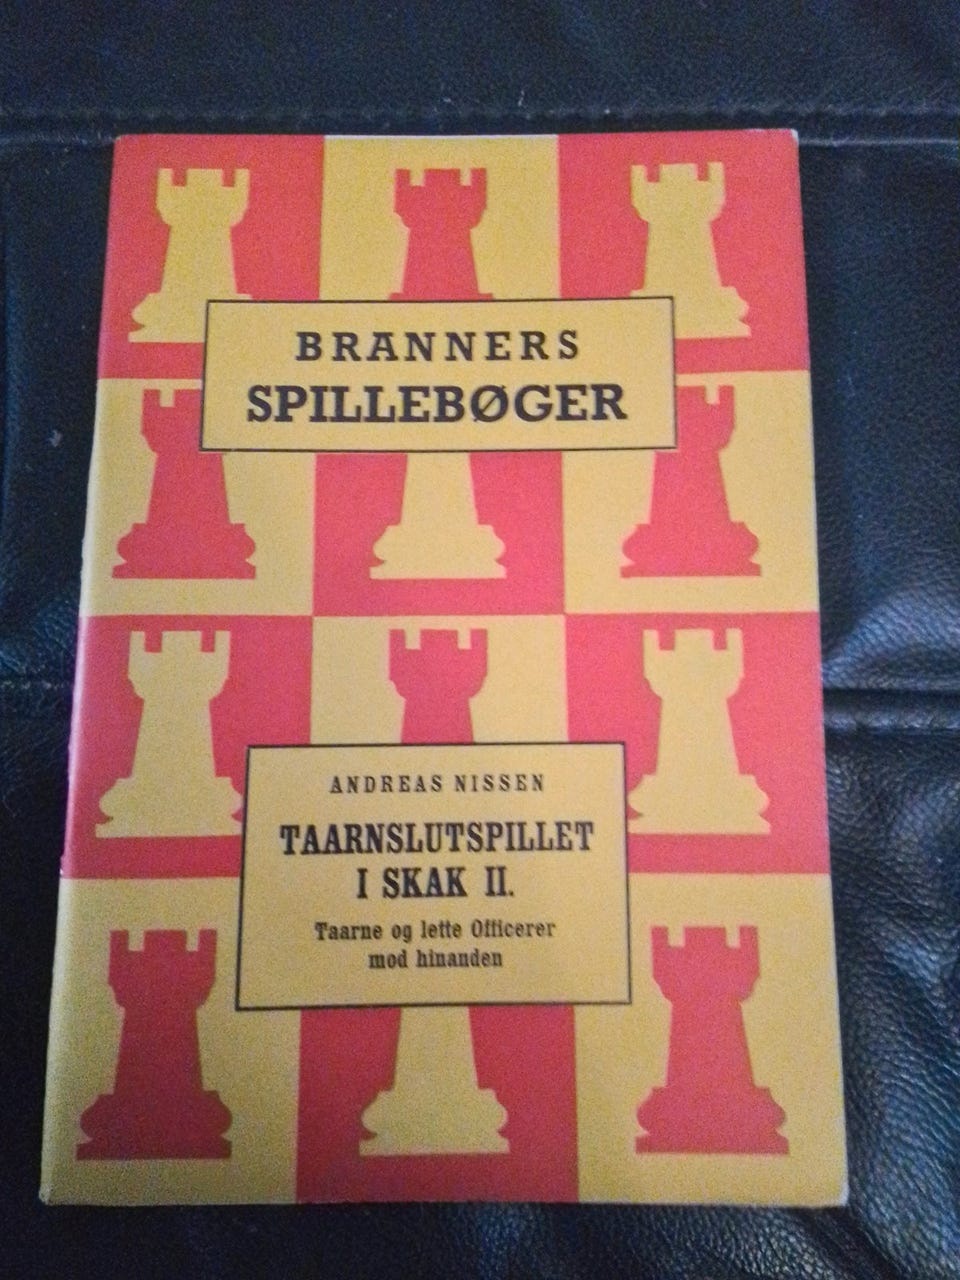 BRANNERS
SPILLEBØGER
ANDREAS NISSEN
TAARNSLUTSPILLET
I SKAK II.
Taarne og lette Officerer
mod hinanden